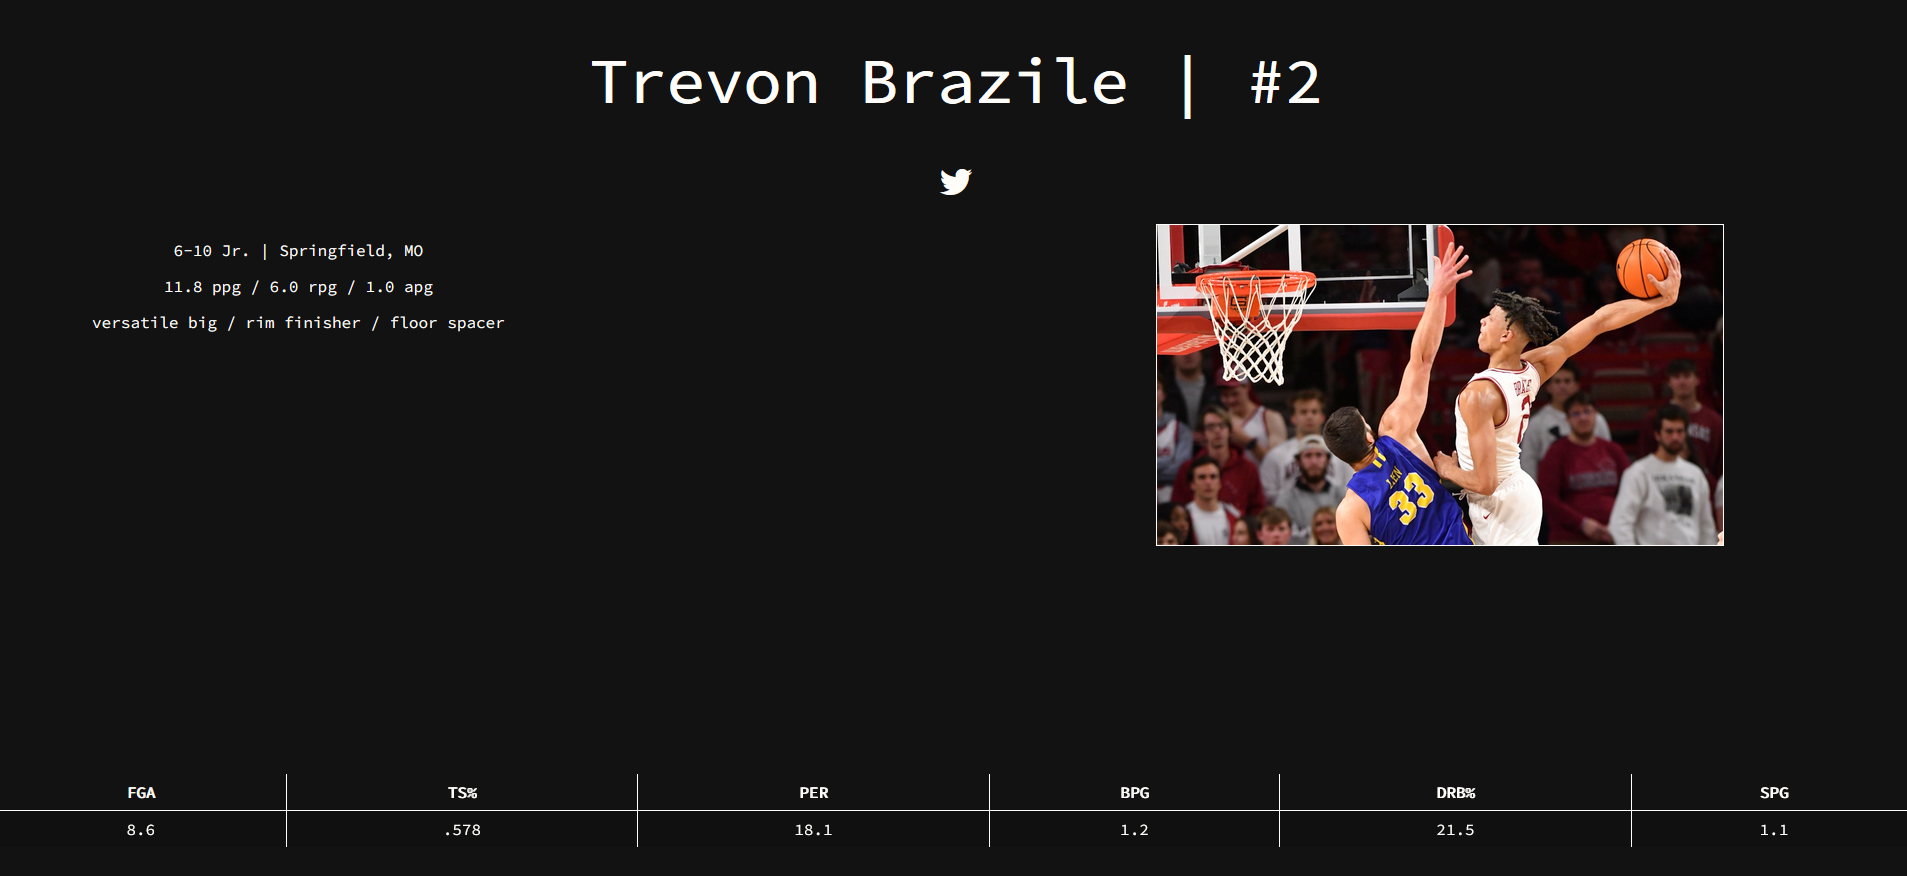 Trevon Brazile | #2
6-10 Jr. | Springfield, MO
11.8 ppg / 6.0 rpg / 1.0 apg
versatile big / rim finisher / floor spacer
33
2
FGA TS% PER BPG DRB% SPG
8.6 .578 18.1 1.2 21.5 1.1